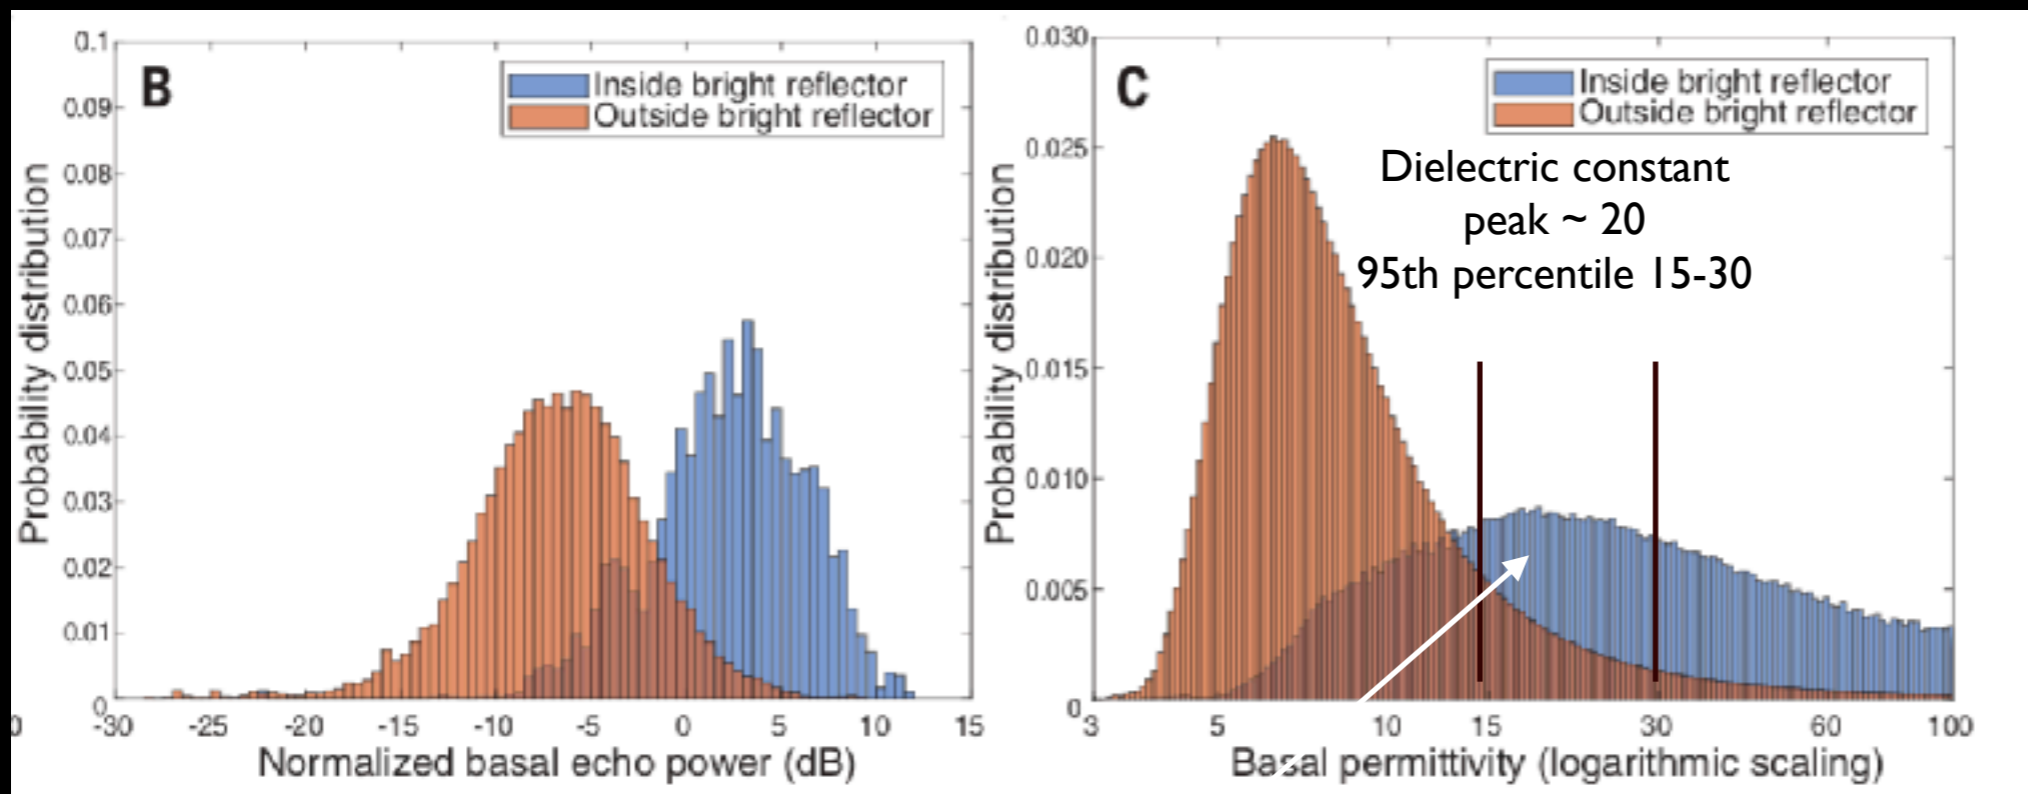 B
Inside bright reflector
Outside bright reflector
Probability distribution
0.1
0.09
0.08
0.07
0.06
0.05
0.04
0.03
0.02
0.01
0
-30 -25 -20 -15 -10 -5 0 5 10 15
Normalized basal echo power (dB)
C
Inside bright reflector
Outside bright reflector
Dielectric constant
peak ~ 20
95th percentile 15-30
Probability distribution
0.030
0.025
0.020
0.015
0.010
0.005
0
3 5 10 15 30 60 100
Basal permittivity (logarithmic scaling)